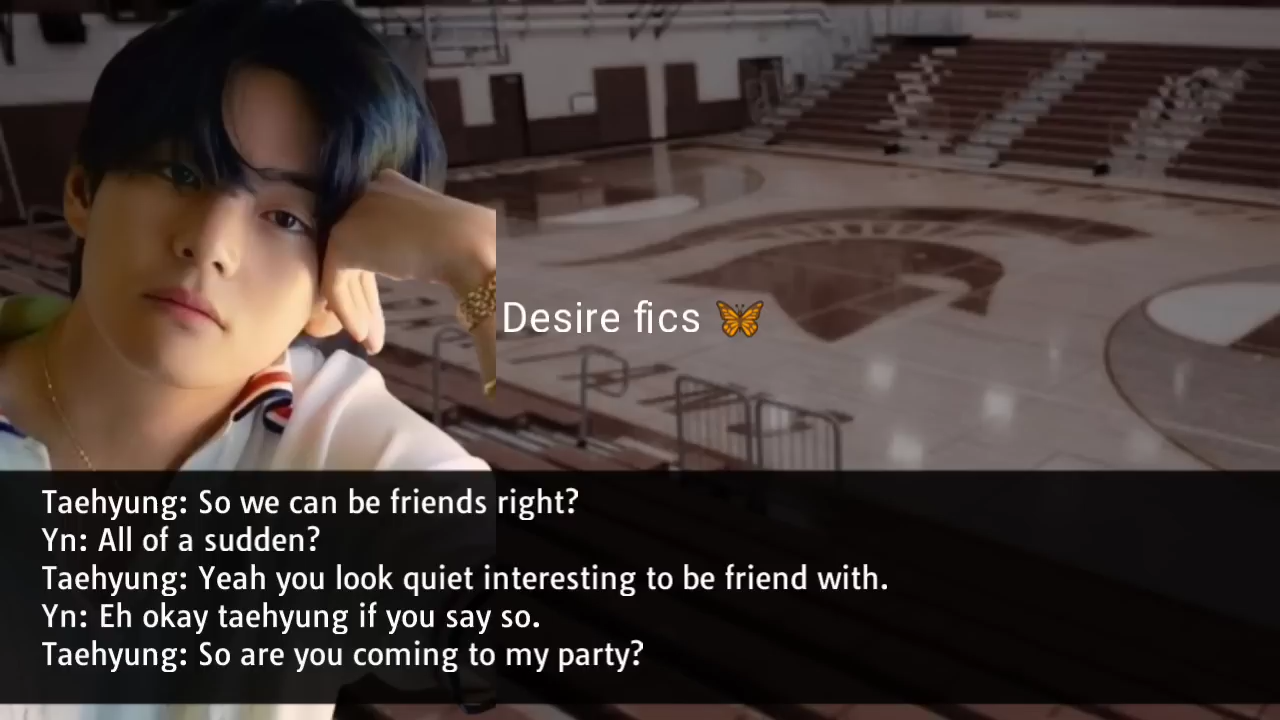 Desire fics 🦋
Taehyung: So we can be friends right?
Yn: All of a sudden?
Taehyung: Yeah you look quiet interesting to be friend with.
Yn: Eh okay taehyung if you say so.
Taehyung: So are you coming to my party?